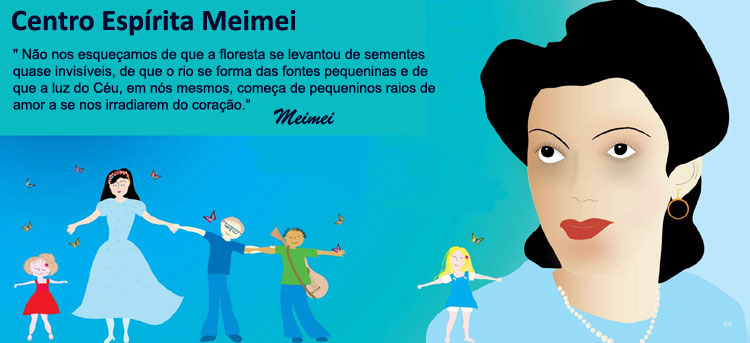 Centro Espírita Meimei
" Não nos esqueçamos de que a floresta se levantou de sementes
quase invisíveis, de que o rio se forma das fontes pequeninas e de
que a luz do Céu, em nós mesmos, começa de pequeninos raios de
amor a se nos irradiarem do coração."
Meimei